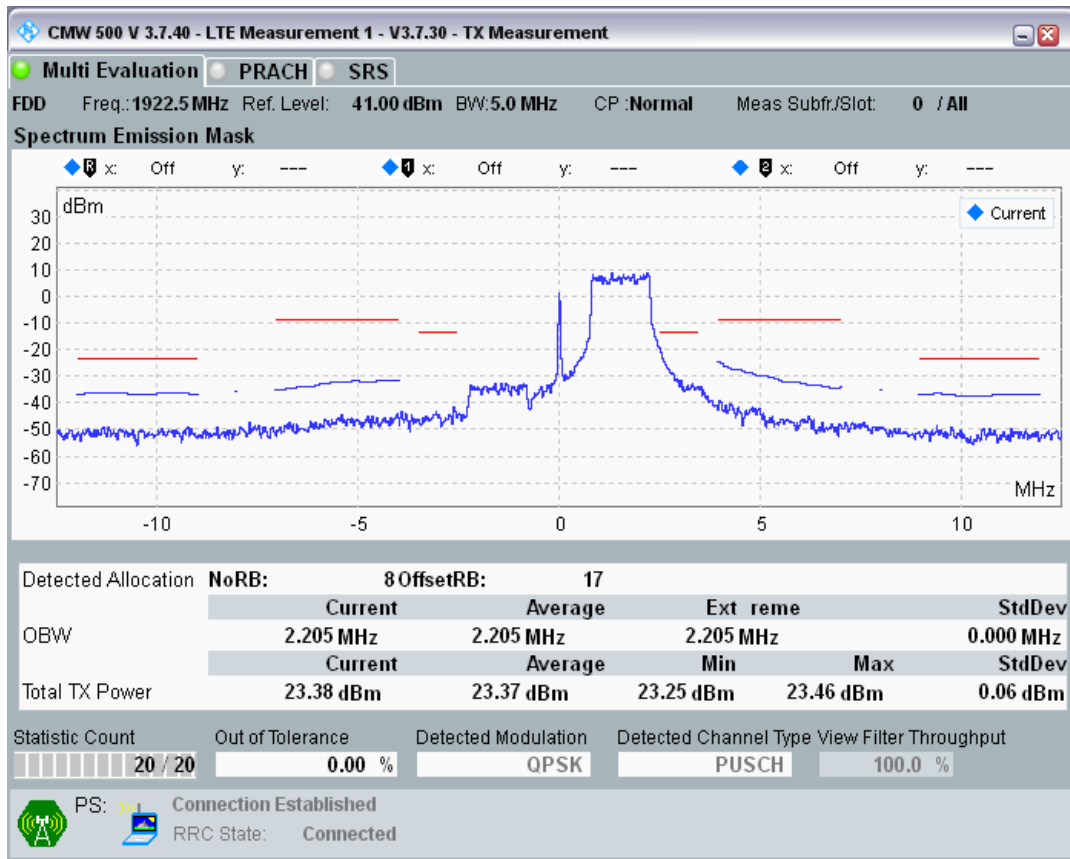 CMW 500 V 3.7.40 - LTE Measurement 1 - V3.7.30 - TX Measurement
Multi Evaluation PRACH SRS
FDD Freq.: 1922.5 MHz Ref. Level: 41.00 dBm BW: 5.0 MHz CP : Normal Meas Subfr./Slot: 0 / All
Spectrum Emission Mask
R x: Off y: --- 1 x: Off y: --- 2 x: Off y: ---
dBm
Current
30
20
10
0
-10
-20
-30
-40
-50
-60
-70
MHz
-10 -5 0 5 10
Detected Allocation NoRB: 8 OffsetRB: 17
Current Average Ext reme StdDev
OBW 2.205 MHz 2.205 MHz 2.205 MHz 0.000 MHz
Current Average Min Max StdDev
Total TX Power 23.38 dBm 23.37 dBm 23.25 dBm 23.46 dBm 0.06 dBm
Statistic Count Out of Tolerance Detected Modulation Detected Channel Type View Filter Throughput
20 / 20 0.00 % QPSK PUSCH 100.0 %
PS: Connection Established
RRC State: Connected